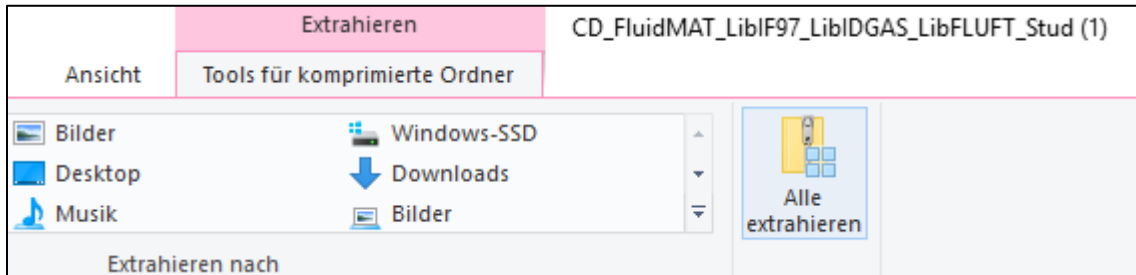 Extrahieren
CD_FluidMAT_LibIF97_LibIDGAS_LibFLUFT_Stud (1)
Ansicht
Tools für komprimierte Ordner
Bilder
Windows-SSD
Desktop
Downloads
Musik
Bilder
Alle
extrahieren
Extrahieren nach